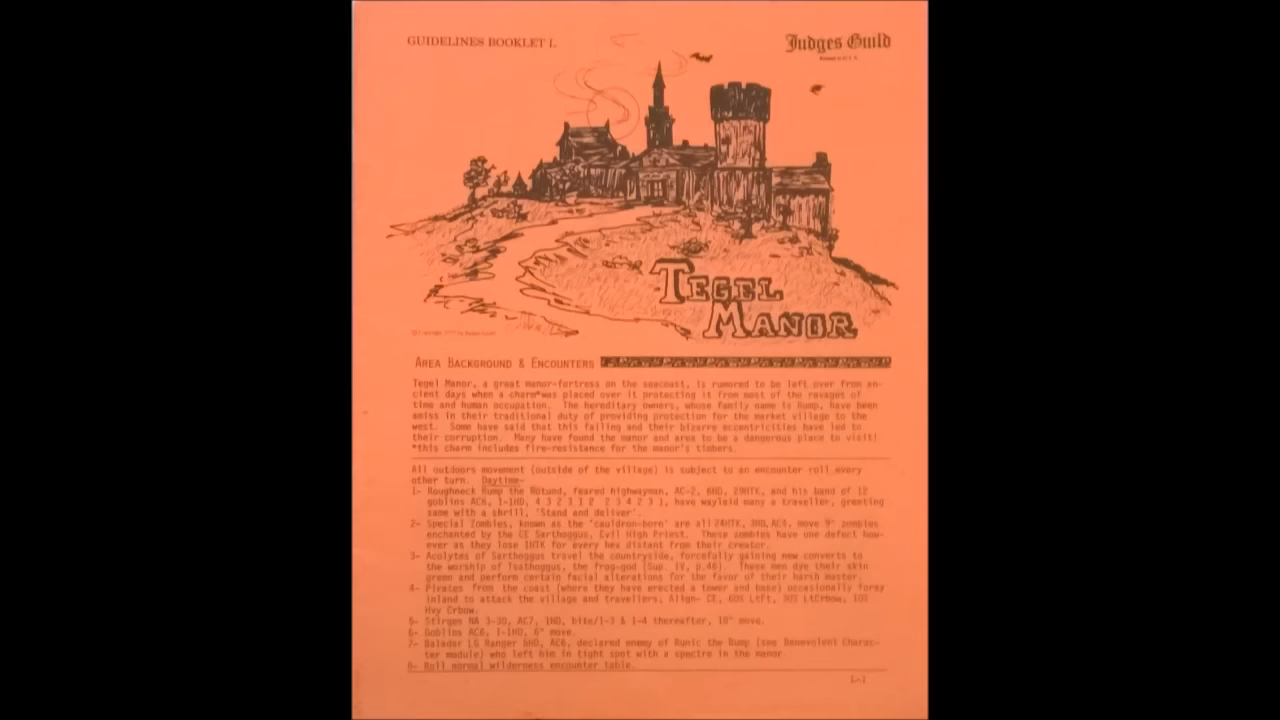 GUIDELINES BOOKLET I.
Judges Guild
TEGEL
MANOR
AREA BACKGROUND & ENCOUNTERS
Tegel Manor, a great manor-fortress on the seacoast, is rumored to be left over from an-
cient days when a charm*was placed over it protecting it from most of the ravages of
time and human occupation. The hereditary owners, whose family name is Rump, have been
amiss in their traditional duty of providing protection for the market village to the
west. Some have said that this failing and their bizarre eccentricities have led to
their corruption. Many have found the manor and area to be a dangerous place to visit!
*this charm includes fire-resistance for the manor's timbers.
All outdoors movement (outside of the village) is subject to an encounter roll every
other turn. Daytime-
1- Roughneck Rump the Rotund, feared highwayman, AC-2, 6HD, 29HTK, and his band of 12
goblins AC6, 1-1HD, 4 3 2 3 1 2 2 3 4 2 3 ), have waylaid many a traveller, greeting
same with a shrill, 'Stand and deliver'.
2- Special Zombies, known as the 'cauldron-born' are all 24HTK, 3HD, AC4, move 9" zombies
enchanted by the CE Sarthoggus, Evil High Priest. These zombies have one defect how-
ever as they lose 1HTK for every hex distant from their creator.
3- Acolytes of Sarthoggus travel the countryside, forcefully gaining new converts to
the worship of Tsathoggus, the frog-god (Sup. IV, p.46). These men dye their skin
green and perform certain facial alterations for the favor of their harsh master.
4- Pirates from the coast (where they have erected a tower and base) occasionally foray
inland to attack the village and travellers, Align- CE, 60% LtFt, 30% LtCrbow, 10%
Hvy Crbow.
5- Stirges NA 3-30, AC7, 1HD, bite/1-3 & 1-4 thereafter, 18" move.
6- Goblins AC6, 1-1HD, 6" move.
7- Balador LG Ranger 6HD, AC6, declared enemy of Runic the Rump (see Benevolent Charac-
ter module) who left him in tight spot with a spectre in the manor.
8- Roll normal wilderness encounter table.